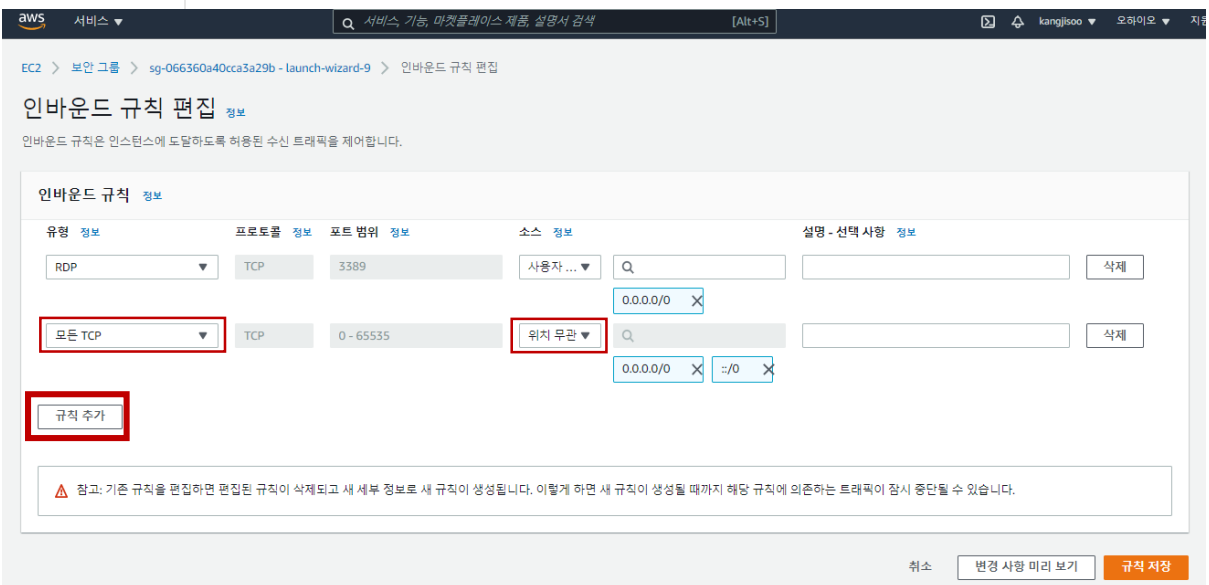 aws 서비스 ▼ 서비스, 기능, 마켓플레이스 제품, 설명서 검색 [Alt+S] kangjisoo ▼ 오하이오 ▼
EC2 > 보안 그룹 > sg-066360a40cca3a29b - launch-wizard-9 > 인바운드 규칙 편집
인바운드 규칙 편집 정보
인바운드 규칙은 인스턴스에 도달하도록 허용된 수신 트래픽을 제어합니다.
인바운드 규칙 정보
유형 정보 프로토콜 정보 포트 범위 정보 소스 정보 설명 - 선택 사항 정보
RDP ▼ TCP 3389 사용자 ... ▼ 삭제
0.0.0.0/0 X
모든 TCP ▼ TCP 0 - 65535 위치 무관 ▼ 삭제
0.0.0.0/0 X ::/0 X
규칙 추가
참고: 기존 규칙을 편집하면 편집된 규칙이 삭제되고 새 세부 정보로 새 규칙이 생성됩니다. 이렇게 하면 새 규칙이 생성될 때까지 해당 규칙에 의존하는 트래픽이 잠시 중단될 수 있습니다.
취소 변경 사항 미리 보기 규칙 저장